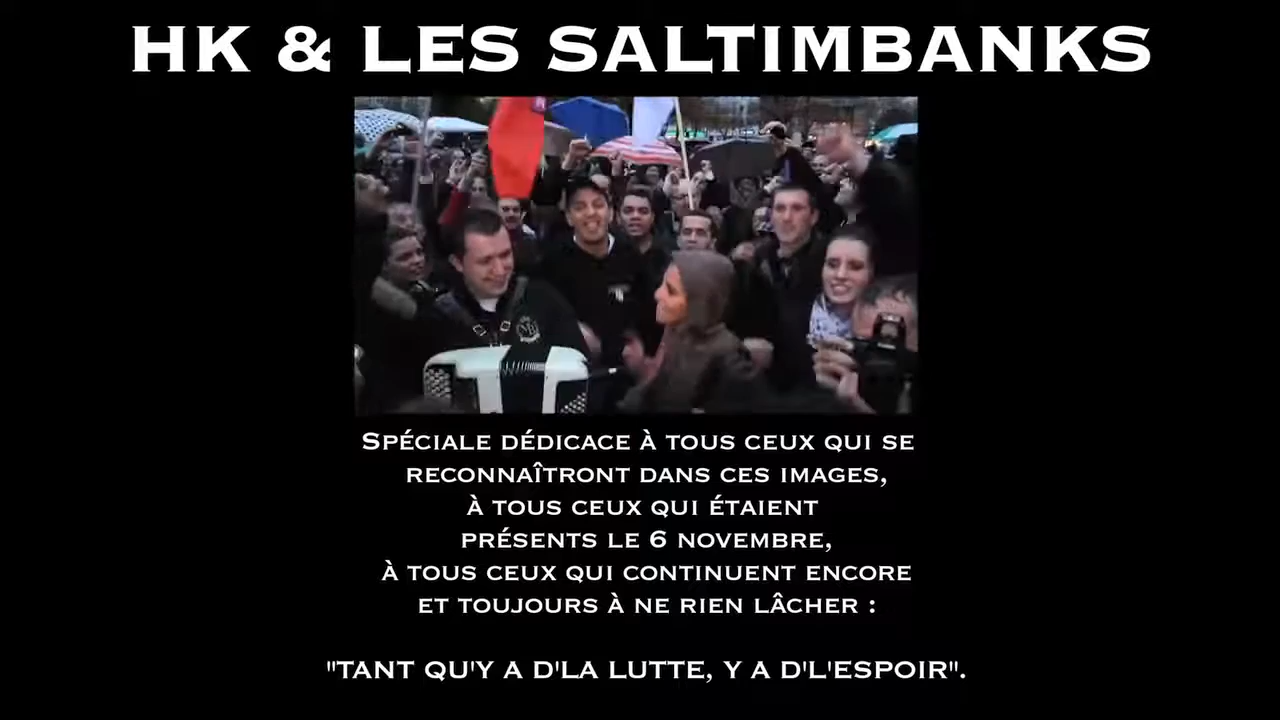 HK & LES SALTIMBANKS
SPÉCIALE DÉDICACE À TOUS CEUX QUI SE
RECONNAÎTRONT DANS CES IMAGES,
À TOUS CEUX QUI ÉTAIENT
PRÉSENTS LE 6 NOVEMBRE,
À TOUS CEUX QUI CONTINUENT ENCORE
ET TOUJOURS À NE RIEN LÂCHER :
"TANT QU'Y A D'LA LUTTE, Y A D'L'ESPOIR".